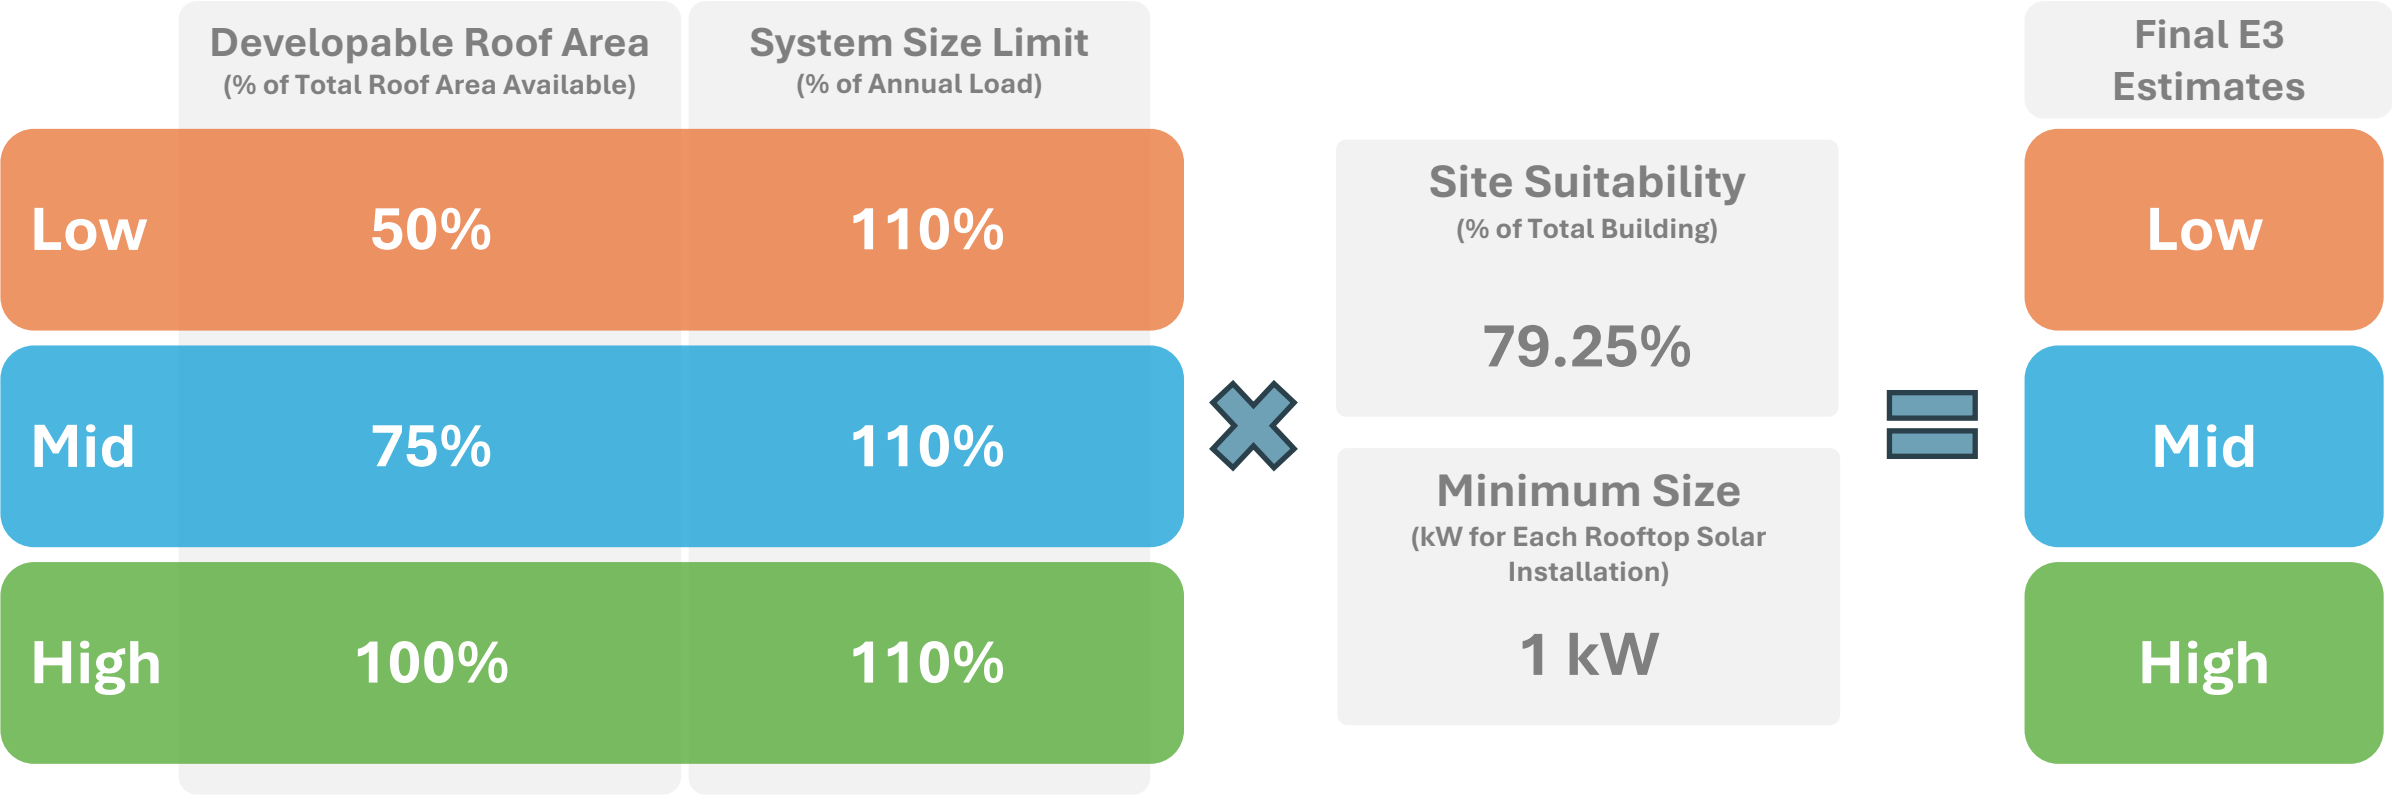 Developable Roof Area
(% of Total Roof Area Available)
System Size Limit
(% of Annual Load)
Final E3
Estimates
Low
50%
110%
Mid
75%
110%
High
100%
110%
Site Suitability
(% of Total Building)
79.25%
Minimum Size
(kW for Each Rooftop Solar
Installation)
1 kW
Low
Mid
High